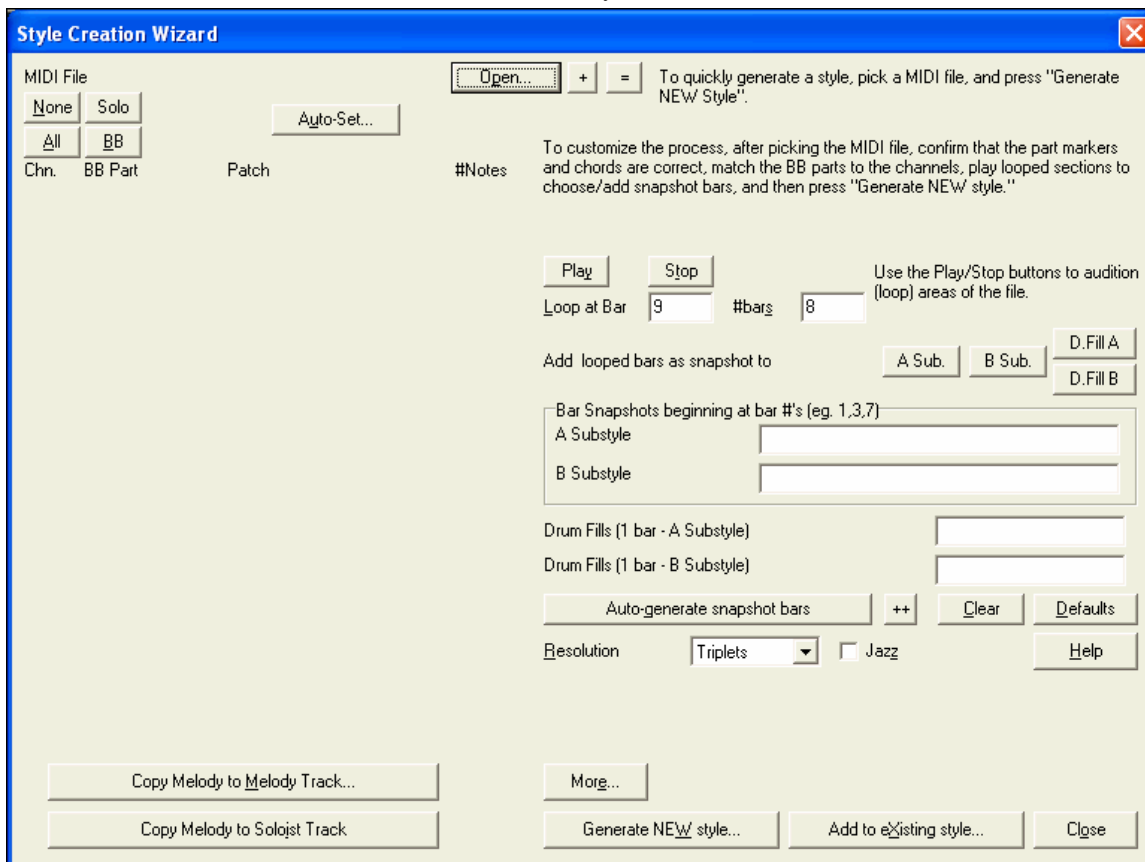 Style Creation Wizard
MIDI File
Open...
+
=
To quickly generate a style, pick a MIDI file, and press "Generate
NEW Style".
None
Solo
Auto-Set...
All
BB
Chn.
BB Part
Patch
#Notes
To customize the process, after picking the MIDI file, confirm that the part markers
and chords are correct, match the BB parts to the channels, play looped sections to
choose/add snapshot bars, and then press "Generate NEW style."
Play
Stop
Use the Play/Stop buttons to audition
(loop) areas of the file.
Loop at Bar
9
#bars
8
Add looped bars as snapshot to
A Sub.
B Sub.
D.Fill A
D.Fill B
Bar Snapshots beginning at bar #'s (eg. 1,3,7)
A Substyle
B Substyle
Drum Fills (1 bar - A Substyle)
Drum Fills (1 bar - B Substyle)
Auto-generate snapshot bars
++
Clear
Defaults
Resolution
Triplets
Jazz
Help
Copy Melody to Melody Track...
More...
Copy Melody to Soloist Track
Generate NEW style...
Add to eXisting style...
Close